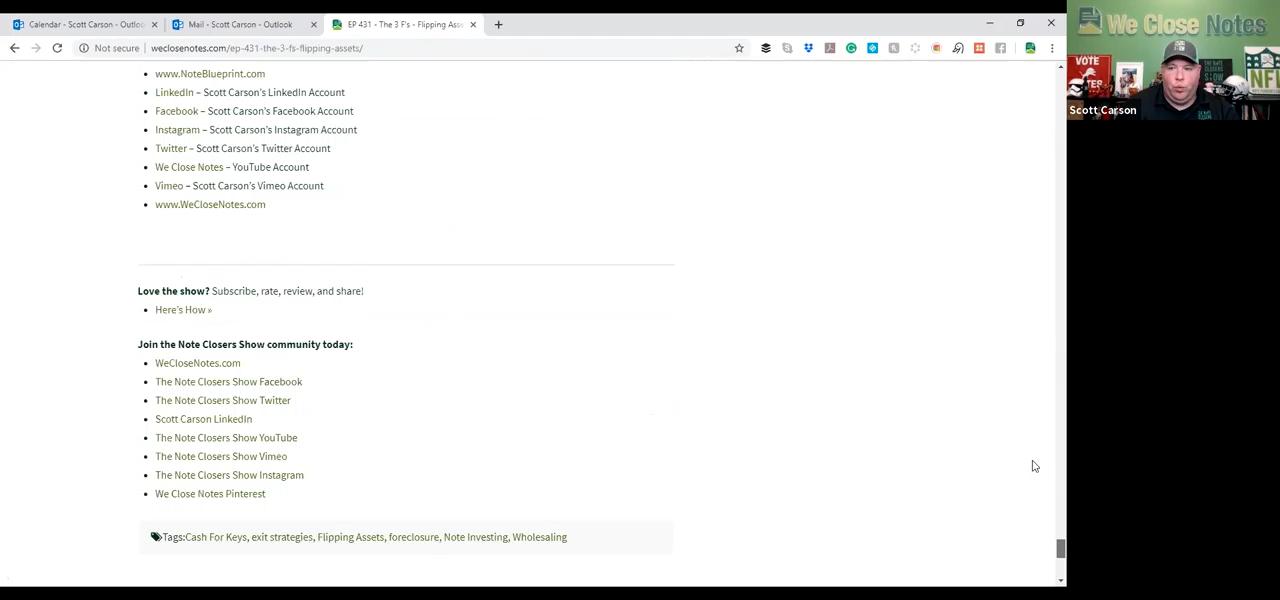 Calendar - Scott Carson - Outloo
Mail - Scott Carson - Outlook
EP 431 - The 3 F's - Flipping Ass
Not secure
weclosenotes.com/ep-431-the-3-fs-flipping-assets/
We Close Notes
VOTE
NFL
Scott Carson
www.NoteBlueprint.com
LinkedIn – Scott Carson's LinkedIn Account
Facebook – Scott Carson's Facebook Account
Instagram – Scott Carson's Instagram Account
Twitter – Scott Carson's Twitter Account
We Close Notes – YouTube Account
Vimeo – Scott Carson's Vimeo Account
www.WeCloseNotes.com
Love the show? Subscribe, rate, review, and share!
Here's How »
Join the Note Closers Show community today:
WeCloseNotes.com
The Note Closers Show Facebook
The Note Closers Show Twitter
Scott Carson LinkedIn
The Note Closers Show YouTube
The Note Closers Show Vimeo
The Note Closers Show Instagram
We Close Notes Pinterest
Tags:Cash For Keys, exit strategies, Flipping Assets, foreclosure, Note Investing, Wholesaling